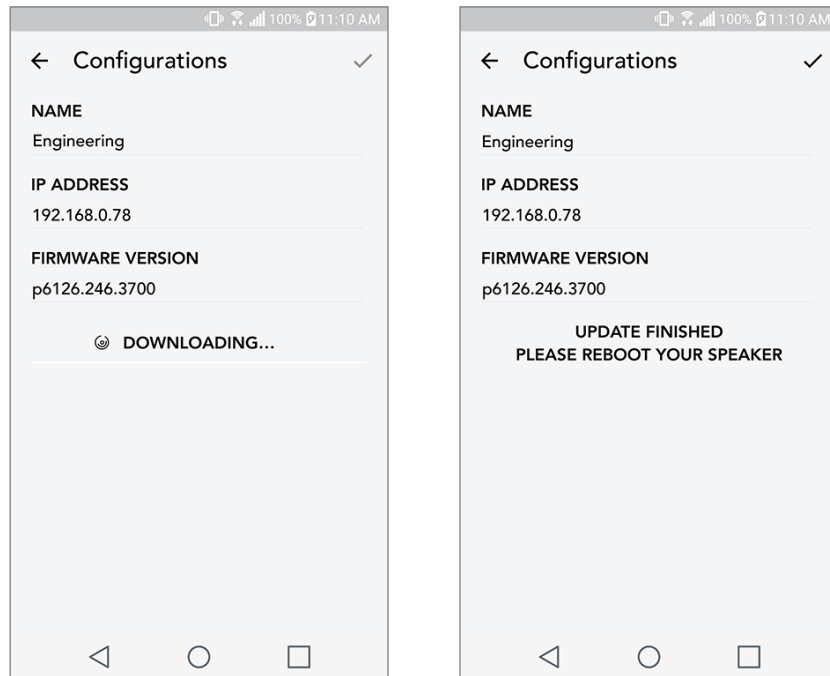 100% 11:10 AM
Configurations
NAME
Engineering
IP ADDRESS
192.168.0.78
FIRMWARE VERSION
p6126.246.3700
DOWNLOADING...
100% 11:10 AM
Configurations
NAME
Engineering
IP ADDRESS
192.168.0.78
FIRMWARE VERSION
p6126.246.3700
UPDATE FINISHED
PLEASE REBOOT YOUR SPEAKER